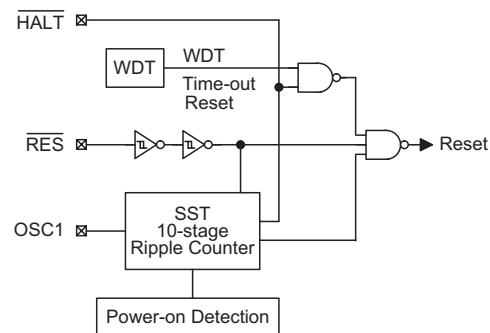 HALT
WDT
WDT
Time-out
Reset
RES
Reset
OSC1
SST
10-stage
Ripple Counter
Power-on Detection